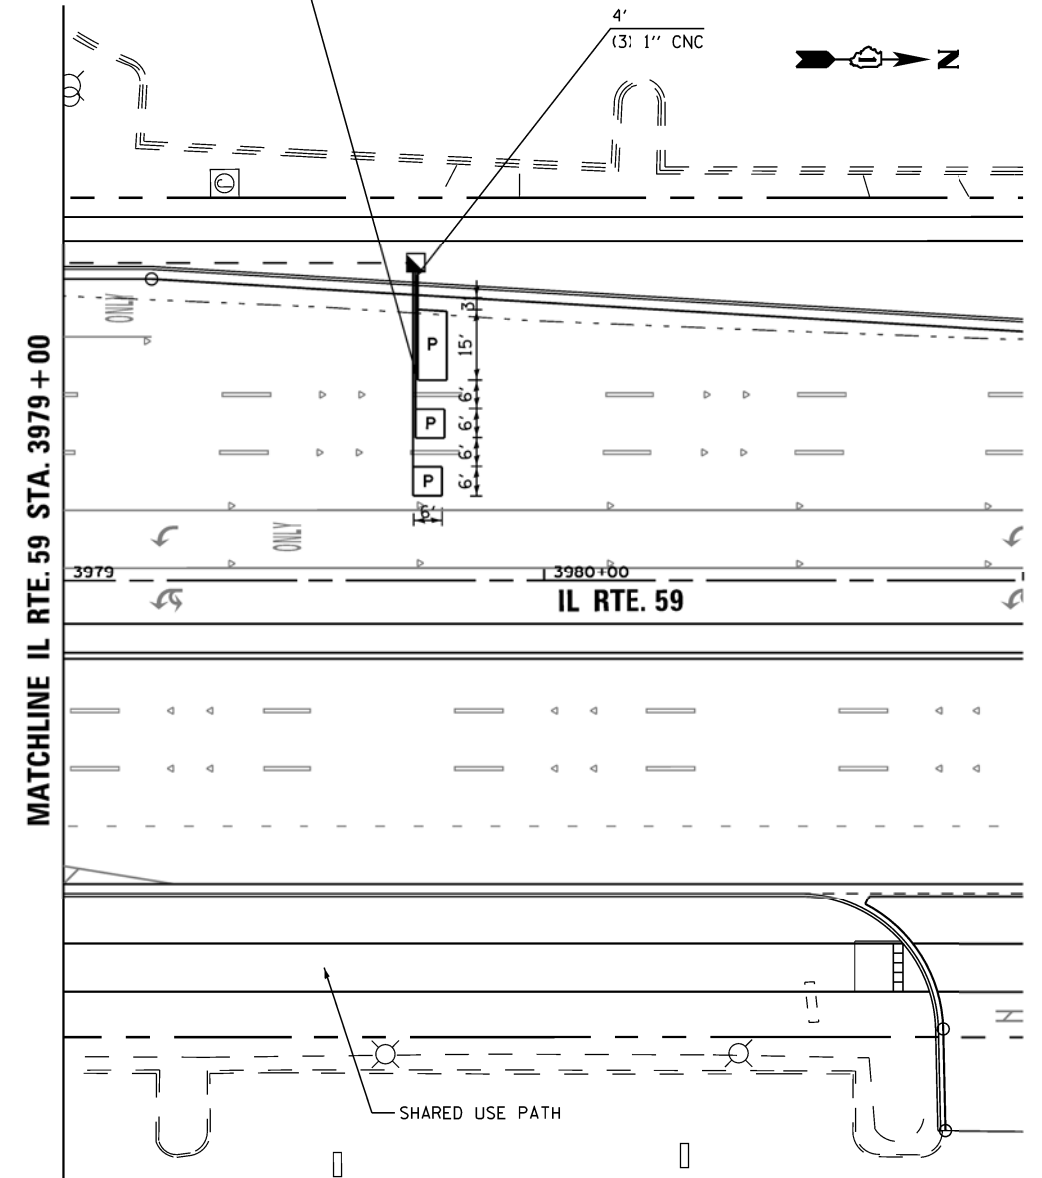 4'
(3) 1" CNC
N
ONLY
3'
15'
6'
6'
6'
6'
6'
P
P
P
ONLY
MATCHLINE IL RTE. 59 STA. 3979+00
3979
3980+00
IL RTE. 59
SHARED USE PATH